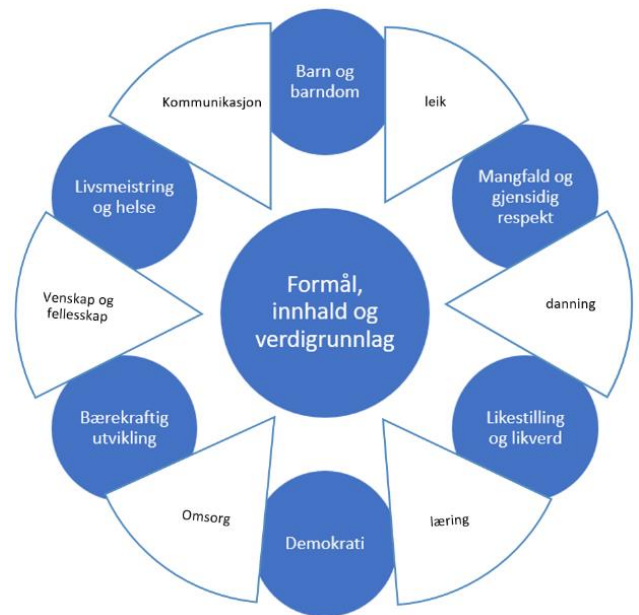 Barn og
barndom
Kommunikasjon
leik
Livsmeistring
og helse
Mangfald og
gjensidig
respekt
Formål,
innhald og
verdigrunnlag
Venskap og
fellesskap
danning
Bærekraftig
utvikling
Likestilling
og likverd
Omsorg
læring
Demokrati